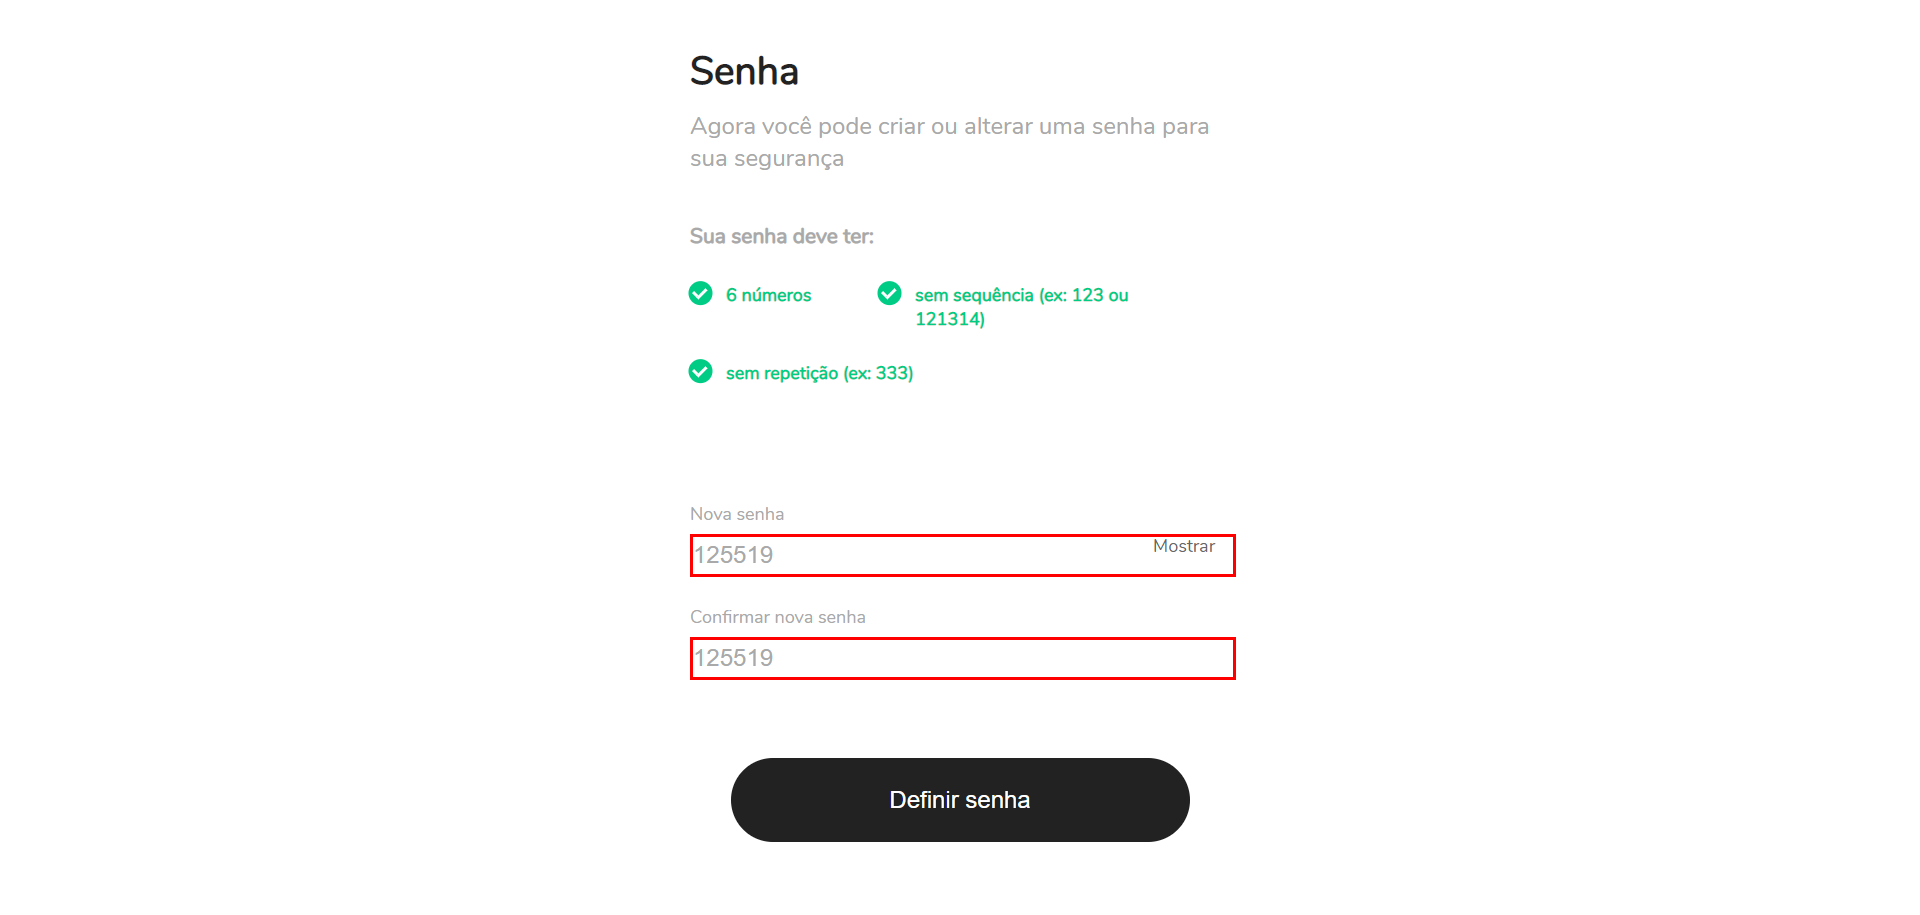 Senha
Agora você pode criar ou alterar uma senha para
sua segurança
Sua senha deve ter:
6 números
sem sequência (ex: 123 ou
121314)
sem repetição (ex: 333)
Nova senha
125519
Mostrar
Confirmar nova senha
125519
Definir senha